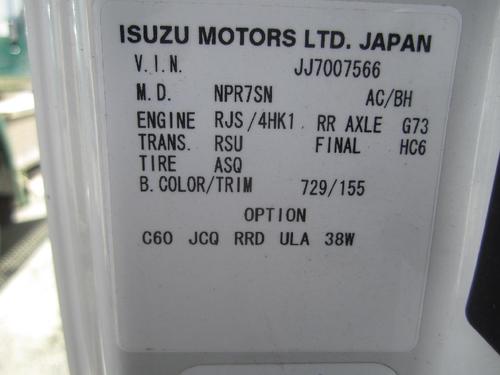 ISUZU MOTORS LTD. JAPAN
V.I.N. JJ7007566
M.D. NPR7SN AC/BH
ENGINE RJS/4HK1 RR AXLE G73
TRANS. RSU FINAL HC6
TIRE ASQ
B.COLOR/TRIM 729/155
OPTION
C60 JCQ RRD ULA 38W